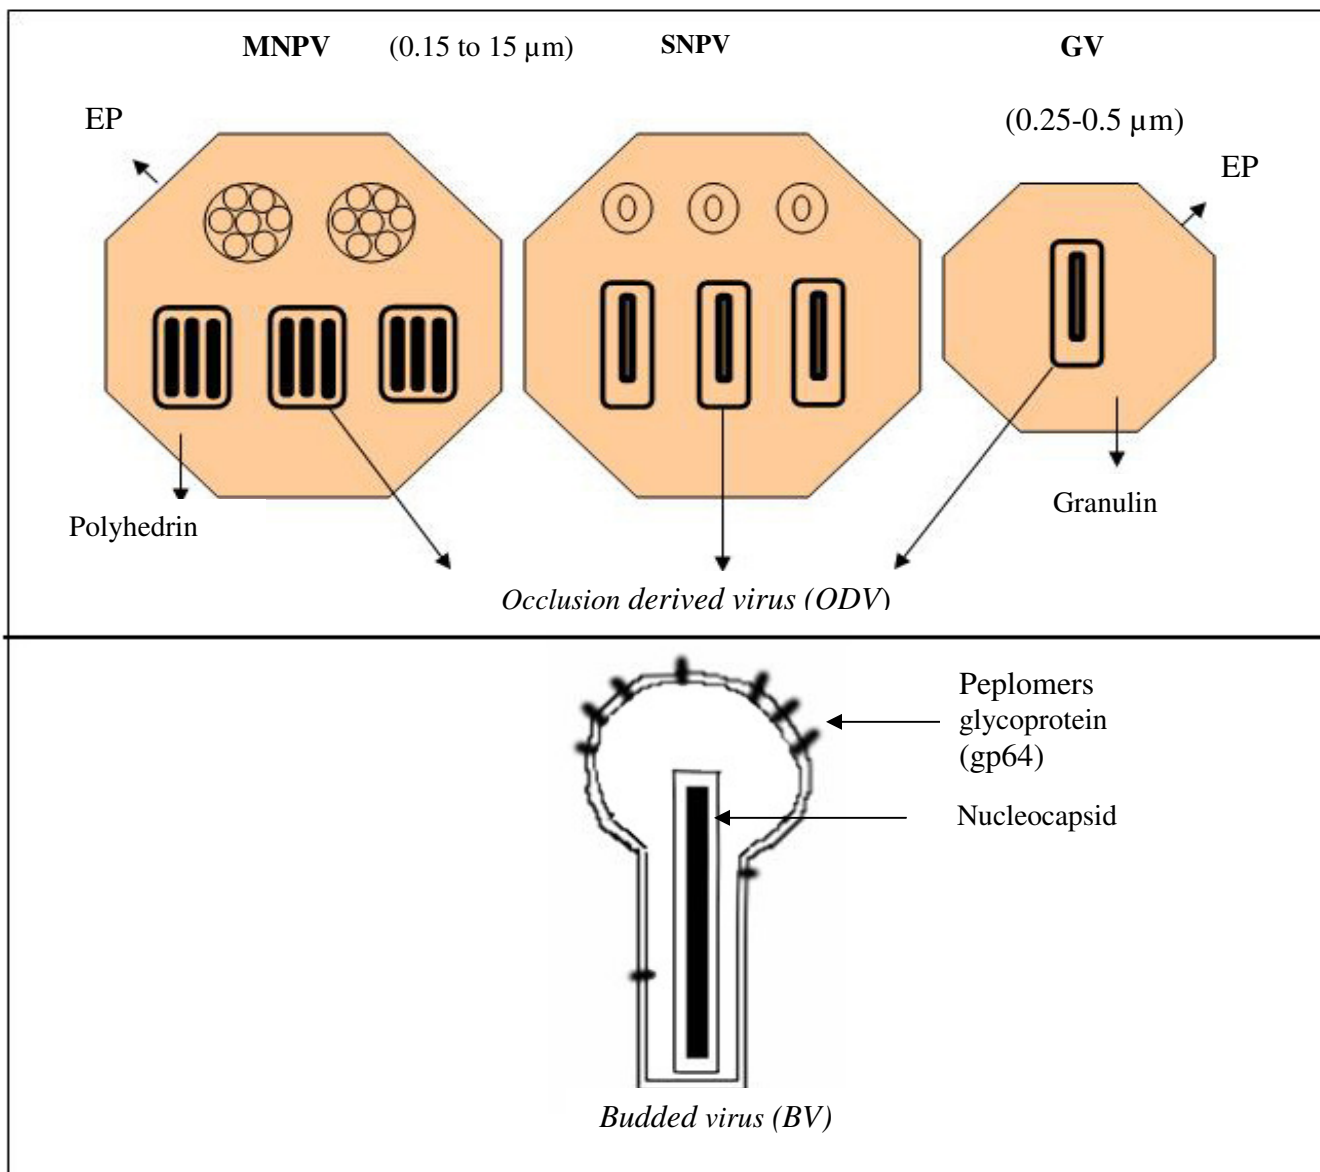 MNPV (0.15 to 15 µm) SNPV GV
EP
(0.25-0.5 µm)
EP
Polyhedrin
Granulin
Occlusion derived virus (ODV)
Peplomers
glycoprotein
(gp64)
Nucleocapsid
Budded virus (BV)